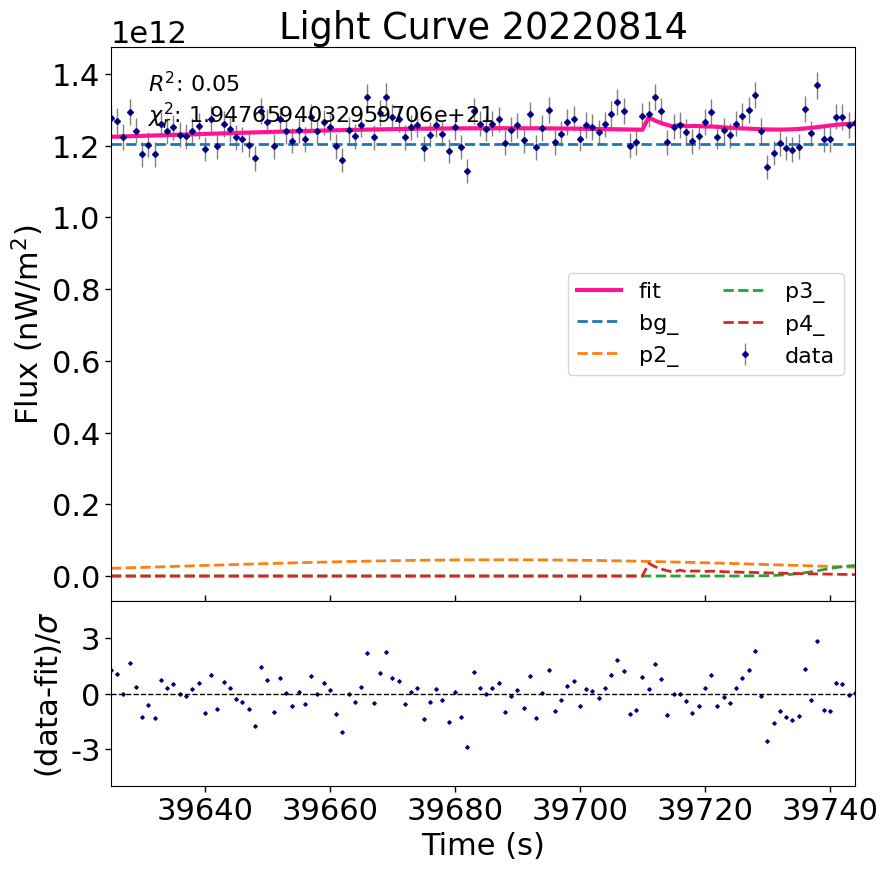 Light Curve 20220814
1e12
R²: 0.05
χ²: 1.9476594032959706e+21
1.4
1.2
1.0
0.8
0.6
0.4
0.2
0.0
Flux (nW/m²)
fit
bg_
p2_
p3_
p4_
data
3
0
-3
(data-fit)/σ
39640 39660 39680 39700 39720 39740
Time (s)